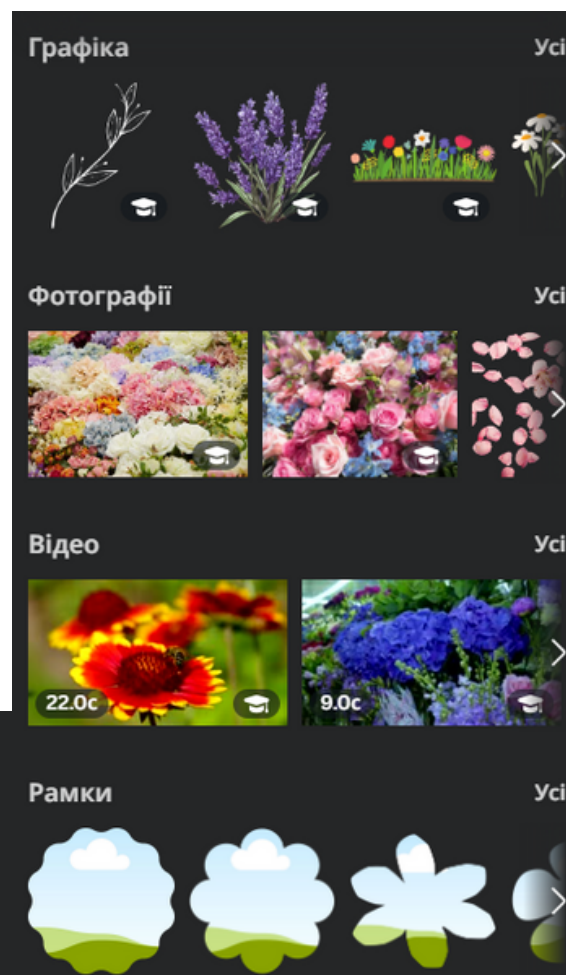 Графіка Усі
Фотографії Усі
Відео Усі
22.0с 9.0с
Рамки Усі